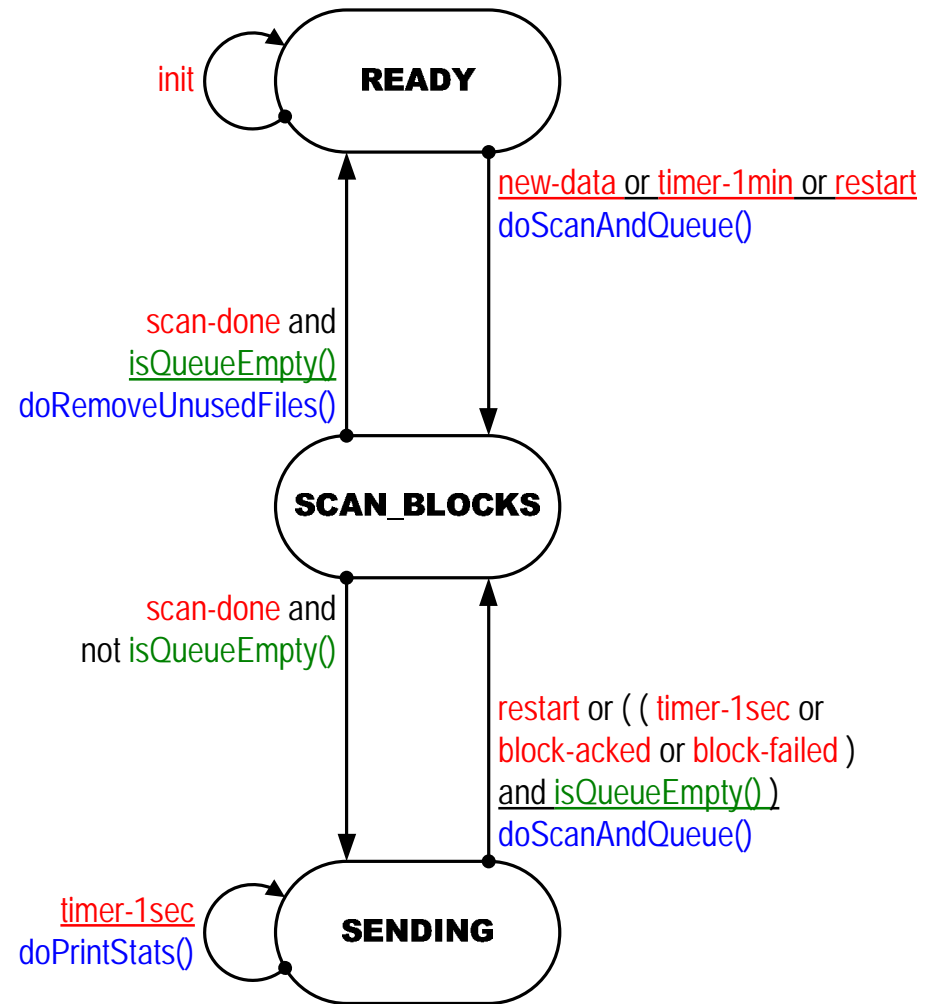 init
READY
new-data or timer-1min or restart
doScanAndQueue()
scan-done and
isQueueEmpty()
doRemoveUnusedFiles()
SCAN_BLOCKS
scan-done and
not isQueueEmpty()
restart or ( ( timer-1sec or
block-acked or block-failed )
and isQueueEmpty() )
doScanAndQueue()
timer-1sec
doPrintStats()
SENDING